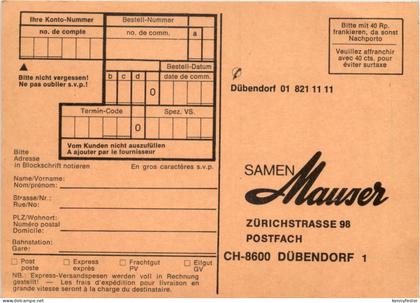 Ihre Konto-Nummer
no. de compte
Bitte nicht vergessen!
Ne pas oublier s.v.p.!
Bestell-Nummer
no. de comm.
a
Bestell-Datum
b c d
date de comm.
0
Termin-Code
Spez. VS.
0
Vom Kunden nicht auszufüllen
A ajouter par le fournisseur
Bitte
Adresse
in Blockschrift notieren
En gros caractères s.v.p.
Name/Vorname:
Nom/prénom:
Strasse/Nr.:
Rue/No:
PLZ/Wohnort:
Numéro postal
Domicile:
Bahnstation:
Gare:
Post
poste
Express
exprès
Frachtgut
PV
Eilgut
GV
NB.: Express-Versandspesen werden voll in Rechnung
gestellt! — Les frais d'expédition pour livraison en
grande vitesse seront à la charge du destinataire.
Bitte mit 40 Rp.
frankieren, da sonst
Nachporto
Veuillez affranchir
avec 40 cts. pour
éviter surtaxe
Dübendorf 01 821 11 11
SAMEN
Mauser
ZÜRICHSTRASSE 98
POSTFACH
CH-8600 DÜBENDORF 1